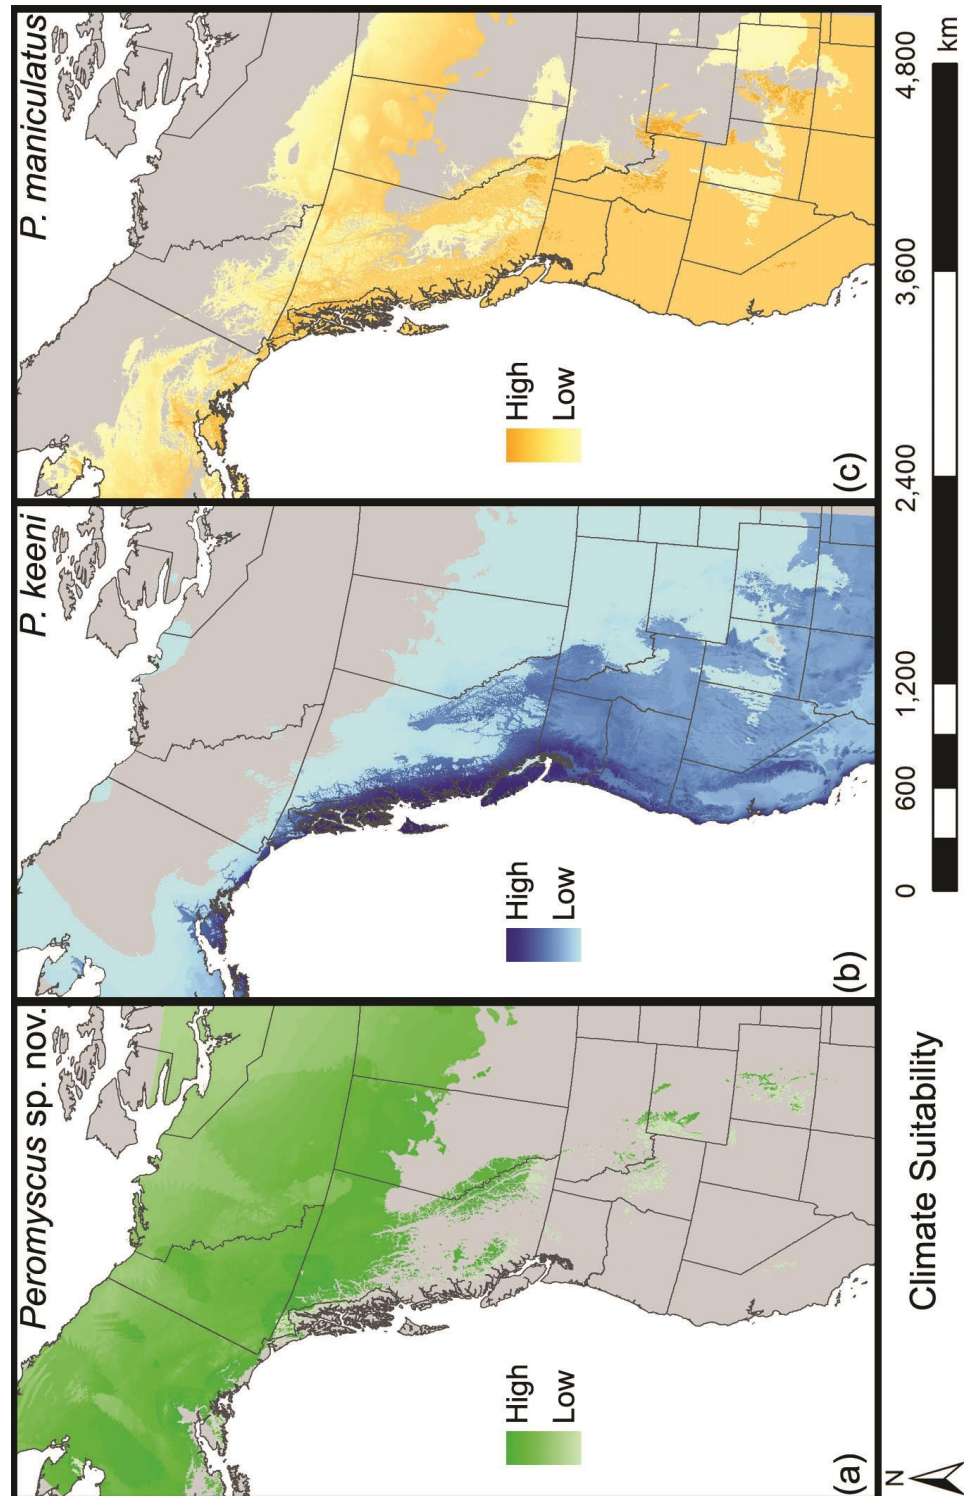 Peromyscus sp. nov.
High
Low
(a)
P. keeni
High
Low
(b)
P. maniculatus
High
Low
(c)
N
Climate Suitability
0 600 1,200 2,400 3,600 4,800
km